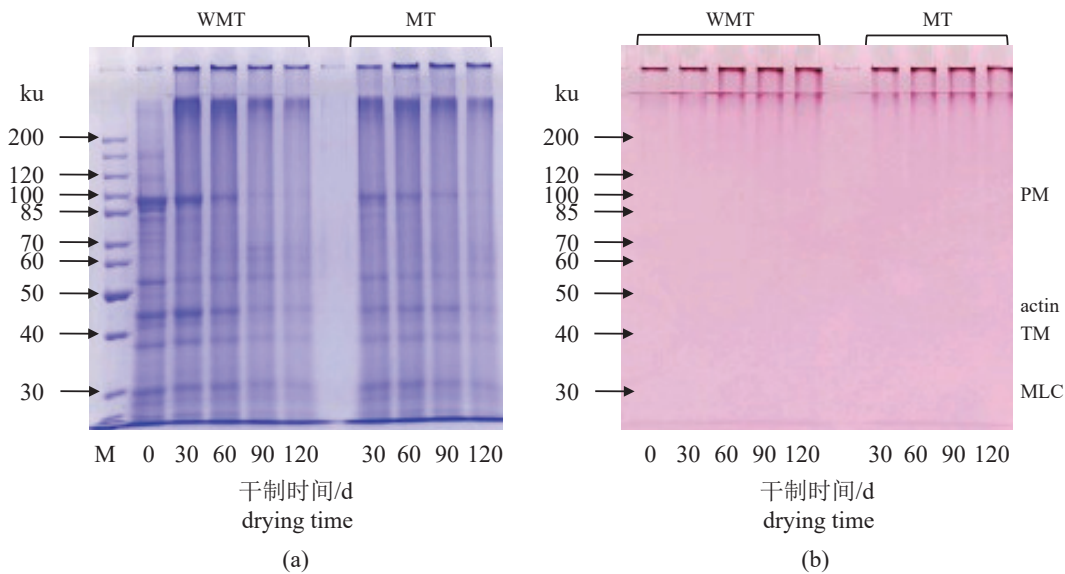 WMT MT
ku
200
120
100
85
70
60
50
40
30
M 0 30 60 90 120 30 60 90 120
干制时间/d
drying time
(a)
WMT MT
ku
200
120
100
85
70
60
50
40
30
PM
actin
TM
MLC
0 30 60 90 120 30 60 90 120
干制时间/d
drying time
(b)